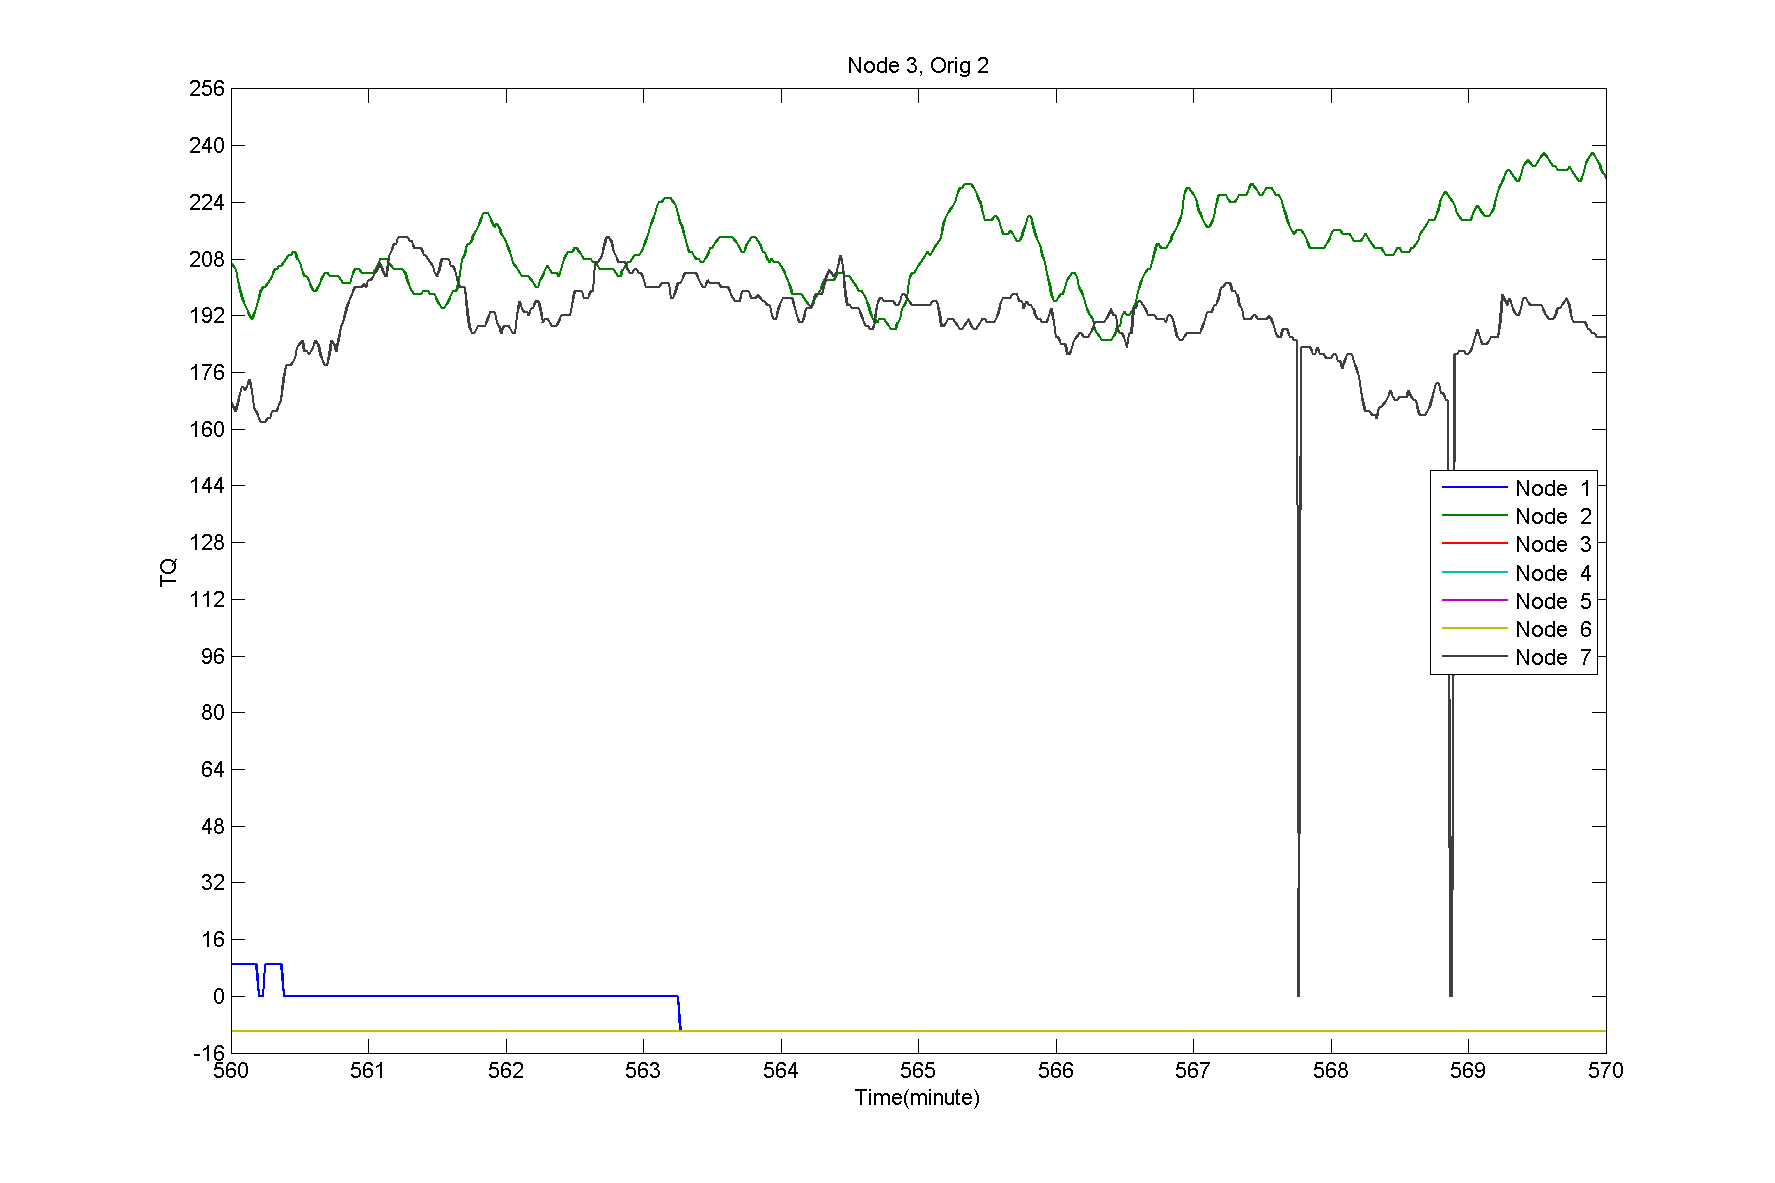 Node 3, Orig 2
256
240
224
208
192
176
160
144
128
112
96
80
64
48
32
16
0
-16
TQ
Node 1
Node 2
Node 3
Node 4
Node 5
Node 6
Node 7
560 561 562 563 564 565 566 567 568 569 570
Time(minute)